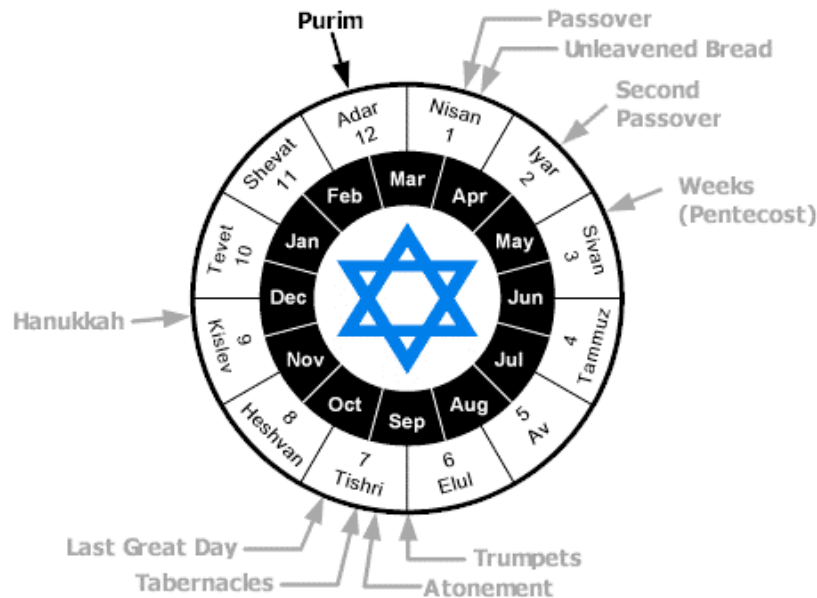 Purim
Passover
Unleavened Bread
Second
Passover
Weeks
(Pentecost)
Hanukkah
Last Great Day
Tabernacles
Atonement
Trumpets
Nisan
1
Iyar
2
Sivan
3
Tammuz
4
Av
5
Elul
6
Tishri
7
Heshvan
8
Kislev
9
Tevet
10
Shevat
11
Adar
12
Mar
Apr
May
Jun
Jul
Aug
Sep
Oct
Nov
Dec
Jan
Feb